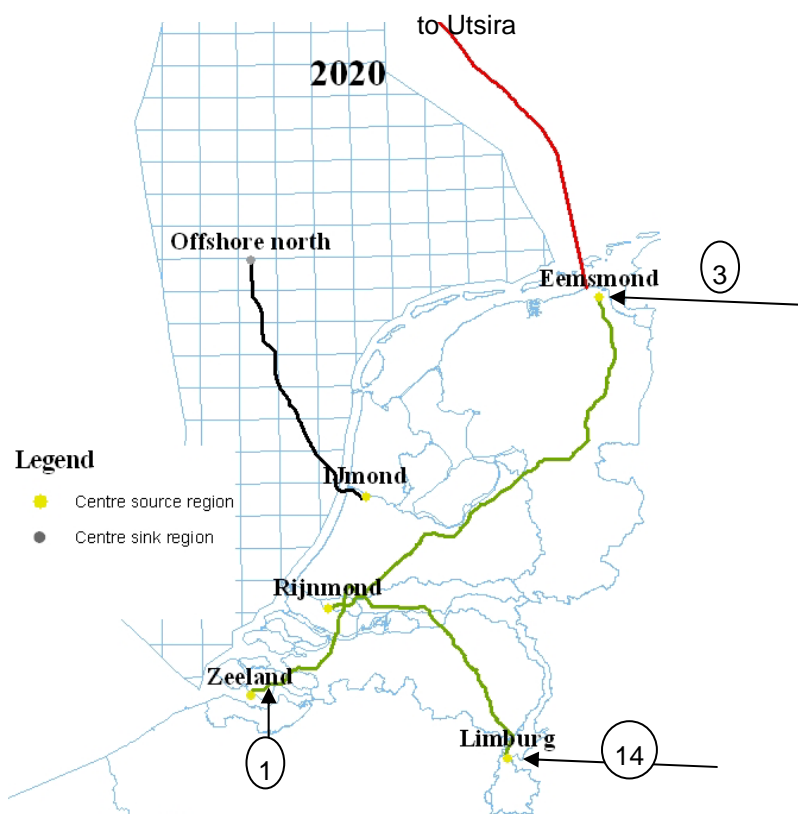 to Utsira
2020
Offshore north
Eemsmond
3
Legend
IJmond
Centre source region
Centre sink region
Rijnmond
Zeeland
Limburg
1
14